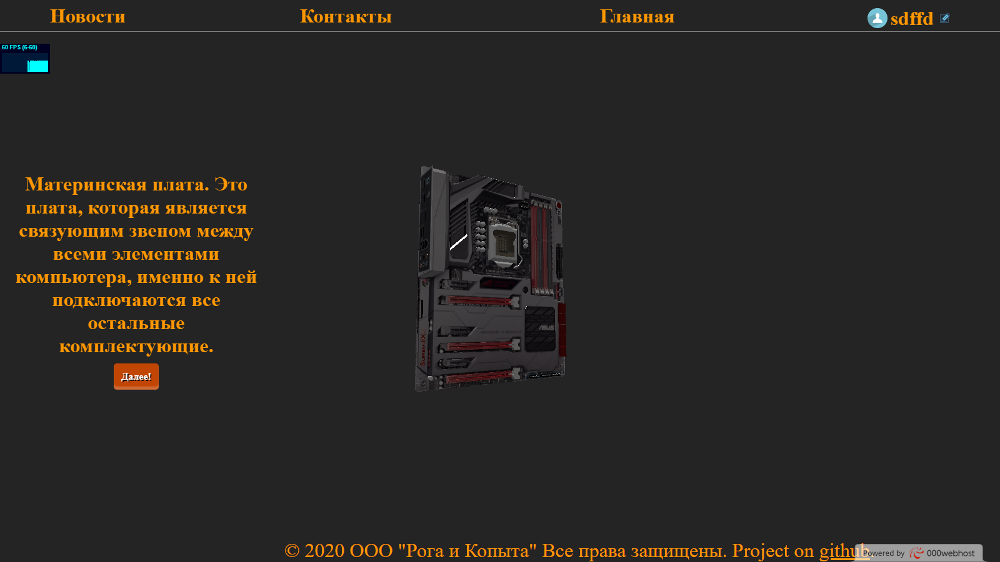 Новости
Контакты
Главная
sdffd
60 FPS (6-60)
Материнская плата. Это
плата, которая является
связующим звеном между
всеми элементами
компьютера, именно к ней
подключаются все
остальные
комплектующие.
Далее!
ASUS
© 2020 ООО "Рога и Копыта" Все права защищены. Project on github
Powered by 000webhost